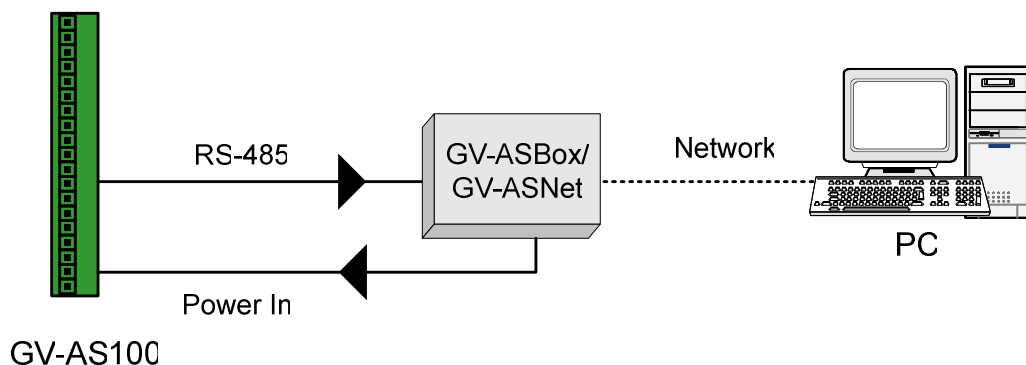 RS-485
GV-ASBox/
GV-ASNet
Network
PC
Power In
GV-AS100